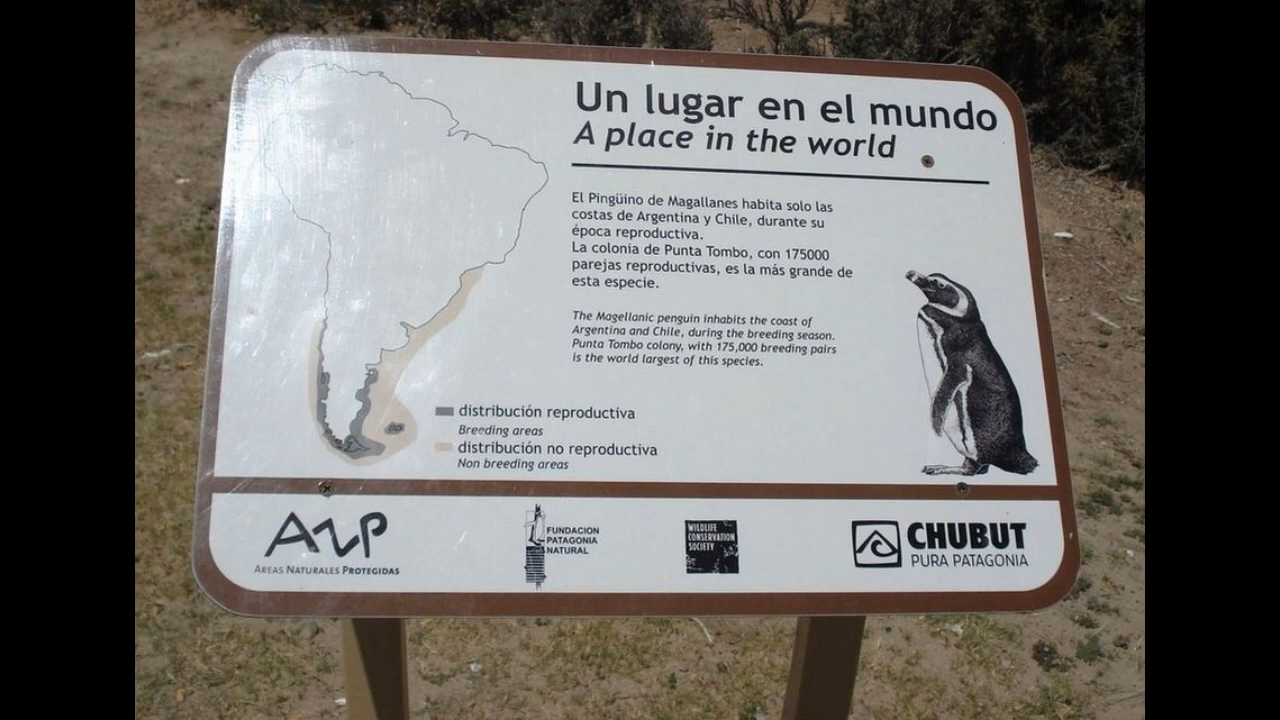 Un lugar en el mundo
A place in the world
El Pingüino de Magallanes habita solo las
costas de Argentina y Chile, durante su
época reproductiva.
La colonia de Punta Tombo, con 175000
parejas reproductivas, es la más grande de
esta especie.
The Magellanic penguin inhabits the coast of
Argentina and Chile, during the breeding season.
Punta Tombo colony, with 175,000 breeding pairs
is the world largest of this species.
distribución reproductiva
Breeding areas
distribución no reproductiva
Non breeding areas
ANP
AREAS NATURALES PROTEGIDAS
FUNDACION
PATAGONIA
NATURAL
WILDLIFE
CONSERVATION
SOCIETY
CHUBUT
PURA PATAGONIA